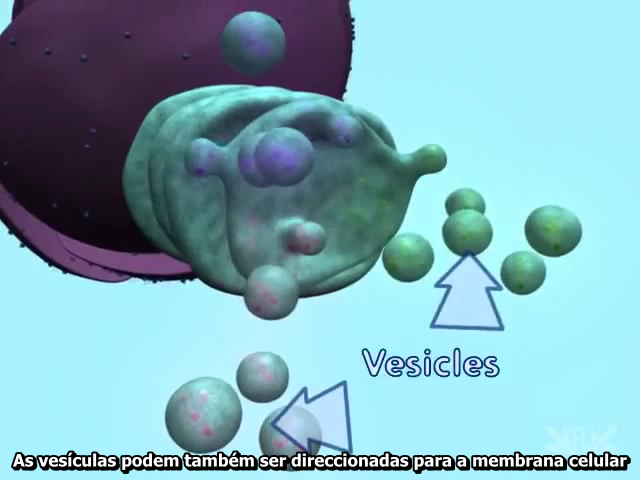 Vesicles
As vesículas podem também ser direccionadas para a membrana celular